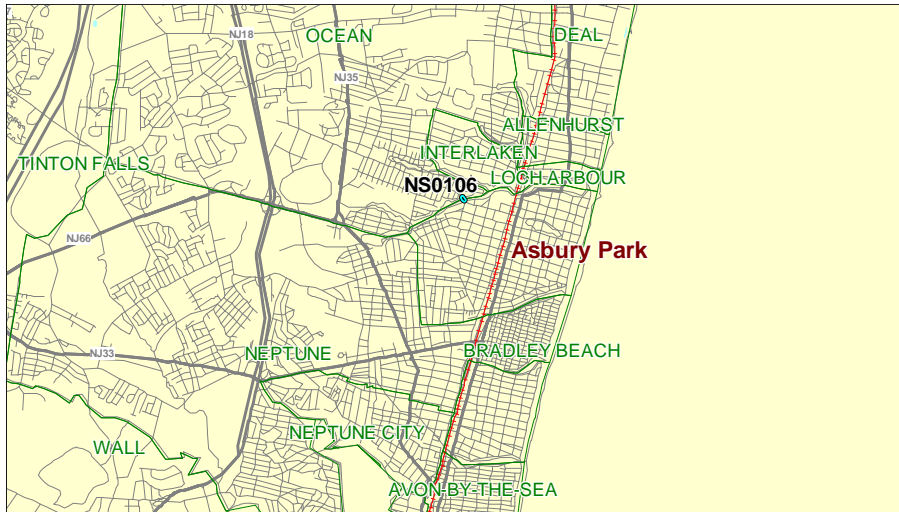 OCEAN
DEAL
NJ18
NJ35
ALLENHURST
INTERLAKEN
TINTON FALLS
LOCH ARBOUR
NS0106
NJ66
Asbury Park
NJ33
NEPTUNE
BRADLEY BEACH
NEPTUNE CITY
WALL
AVON-BY-THE-SEA